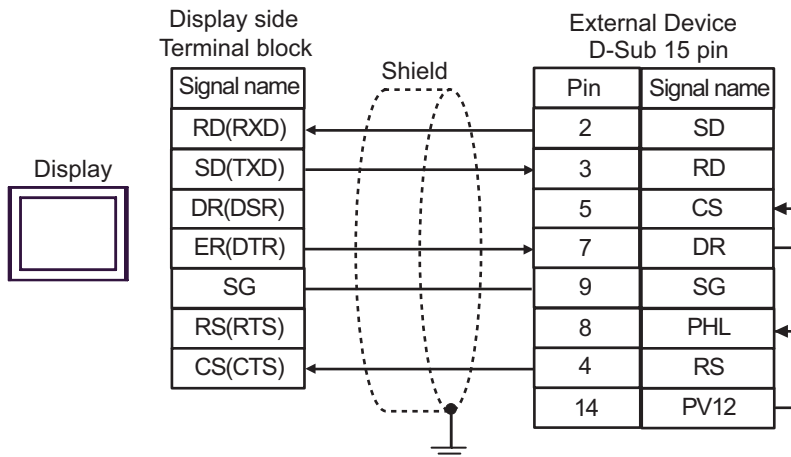 Display side
Terminal block
External Device
D-Sub 15 pin
Shield
Display
Signal name
Pin Signal name
RD(RXD) 2 SD
SD(TXD) 3 RD
DR(DSR) 5 CS
ER(DTR) 7 DR
SG 9 SG
RS(RTS) 8 PHL
CS(CTS) 4 RS
14 PV12